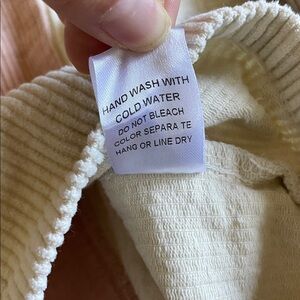 HAND WASH WITH
COLD WATER
DO NOT BLEACH
COLOR SEPARA TE
HANG OR LINE DRY